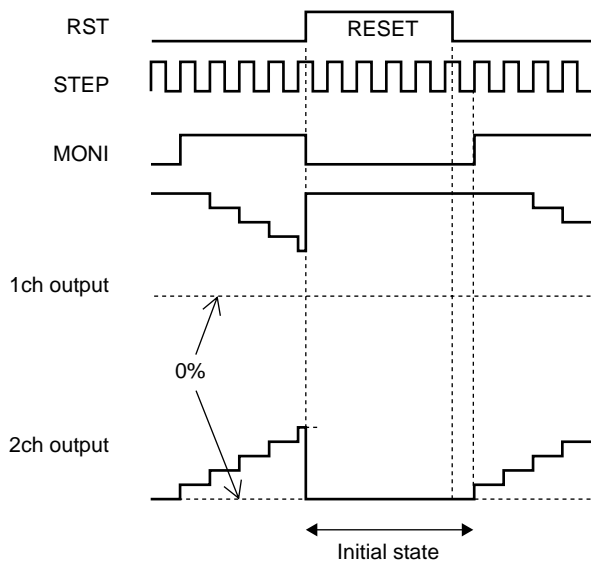 RST
RESET
STEP
MONI
1ch output
0%
2ch output
Initial state